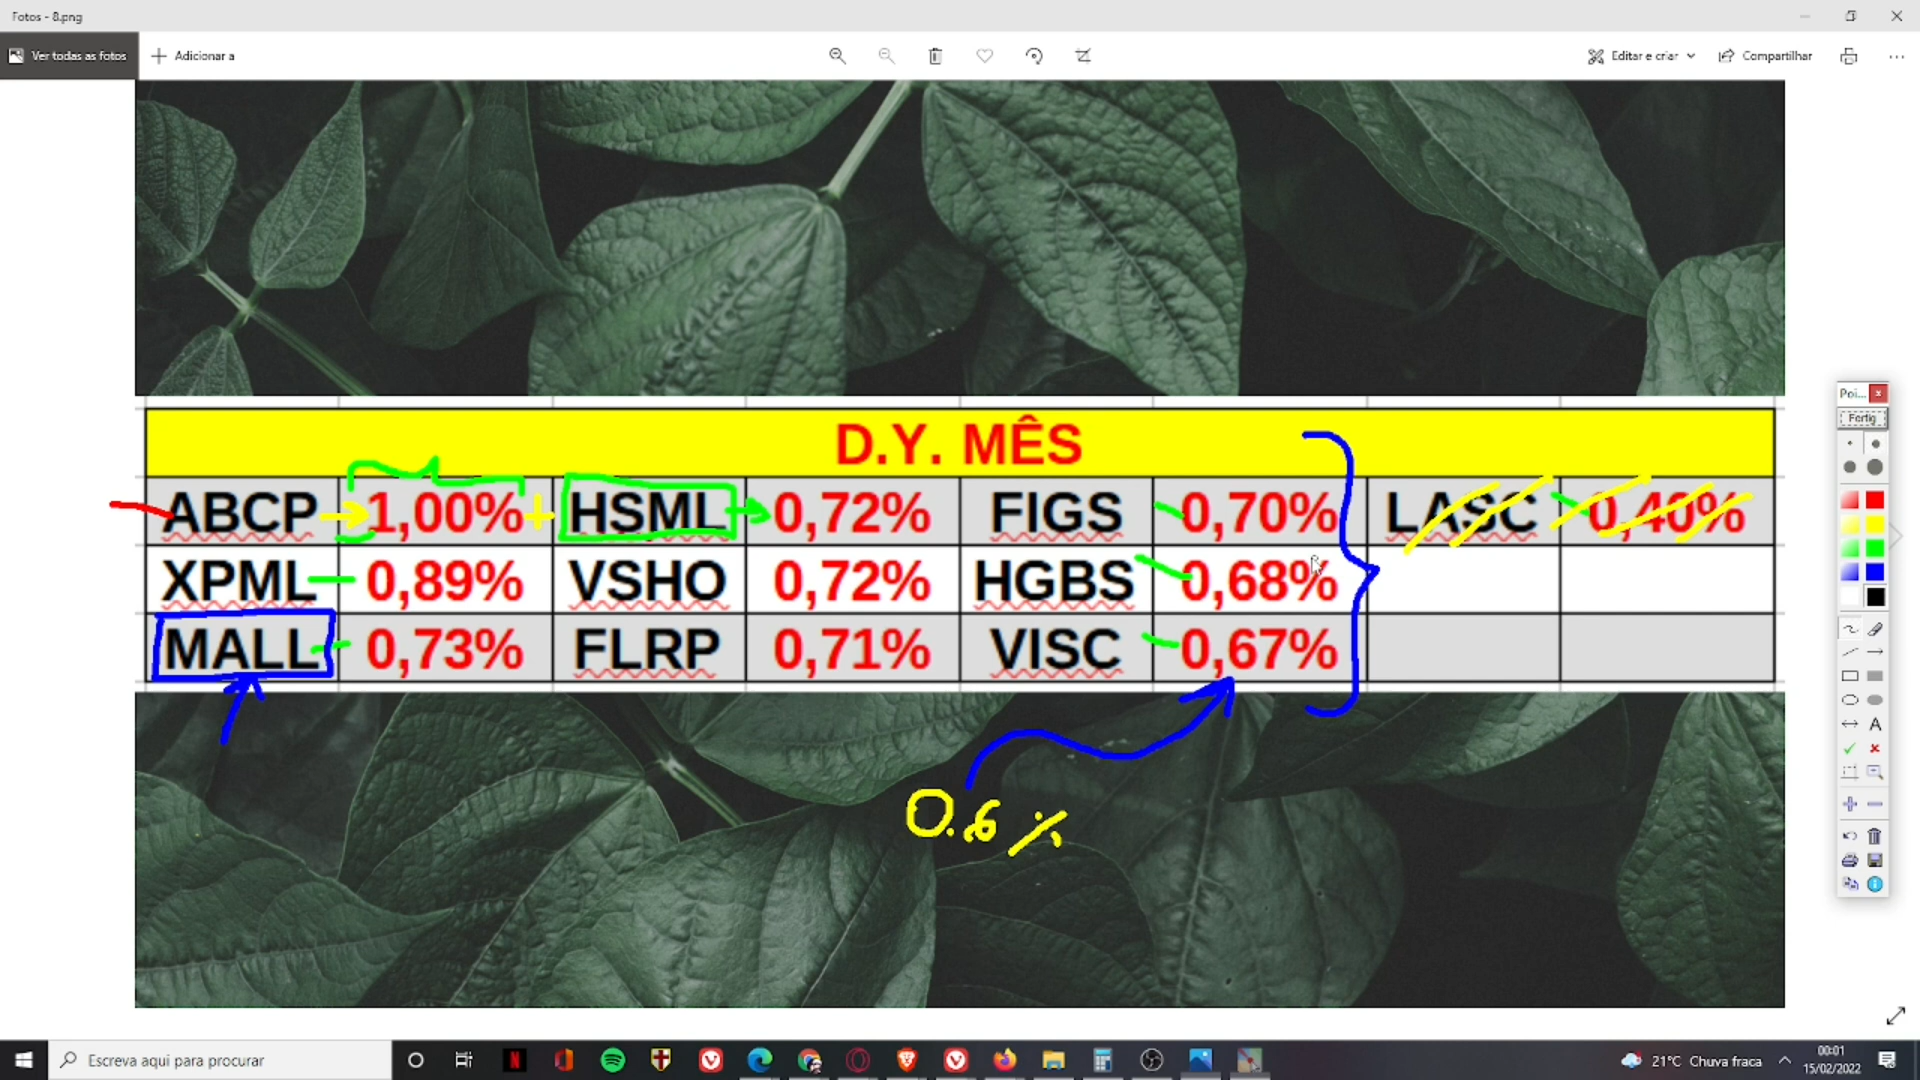 Fotos - 8.png
Ver todas as fotos
Adicionar a
Editar e criar
Compartilhar
D.Y. MÊS
ABCP 1,00% HSML 0,72% FIGS 0,70% LASC 0,40%
XPML 0,89% VSHO 0,72% HGBS 0,68%
MALL 0,73% FLRP 0,71% VISC 0,67%
0.6%
Poi...
Fertig
A
Escreva aqui para procurar
21°C Chuva fraca
00:01
15/02/2022